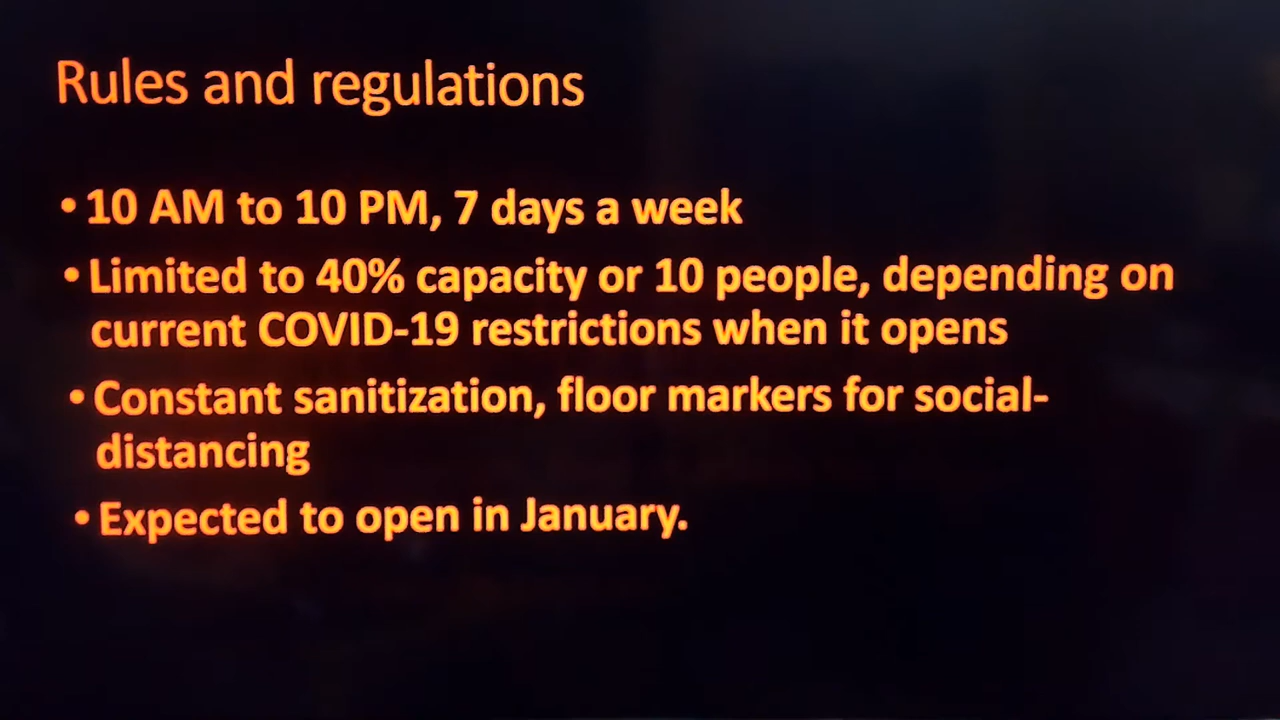 Rules and regulations
• 10 AM to 10 PM, 7 days a week
• Limited to 40% capacity or 10 people, depending on
current COVID-19 restrictions when it opens
• Constant sanitization, floor markers for social-
distancing
• Expected to open in January.